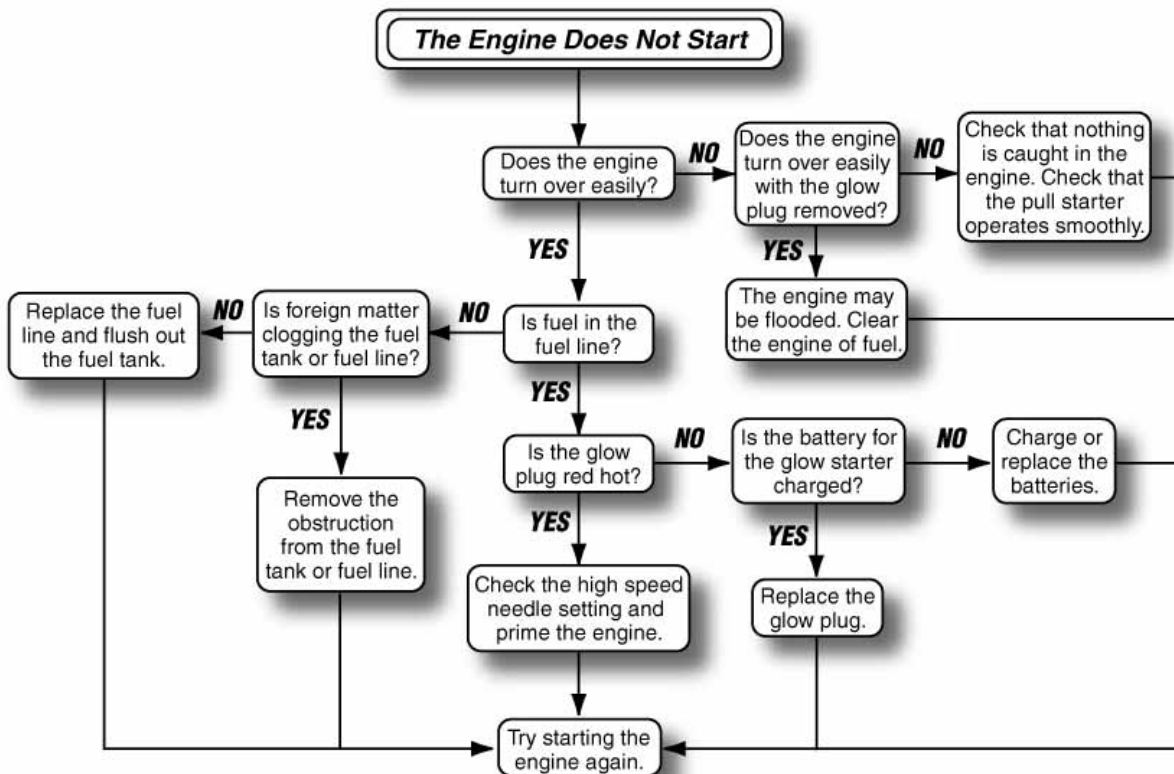 The Engine Does Not Start
Does the engine
turn over easily?
NO
Does the engine
turn over easily
with the glow
plug removed?
NO
Check that nothing
is caught in the
engine. Check that
the pull starter
operates smoothly.
YES
YES
Replace the fuel
line and flush out
the fuel tank.
NO
Is foreign matter
clogging the fuel
tank or fuel line?
NO
Is fuel in the
fuel line?
The engine may
be flooded. Clear
the engine of fuel.
YES
YES
Is the glow
plug red hot?
NO
Is the battery for
the glow starter
charged?
NO
Charge or
replace the
batteries.
Remove the
obstruction
from the fuel
tank or fuel line.
YES
YES
Check the high speed
needle setting and
prime the engine.
Replace the
glow plug.
Try starting the
engine again.